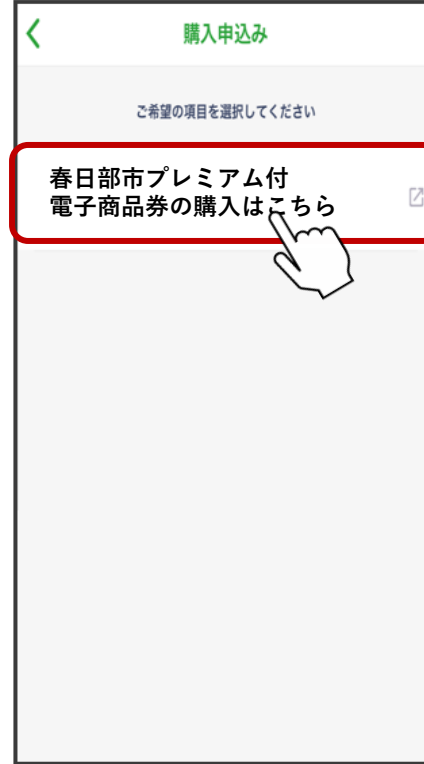 購入申込み
ご希望の項目を選択してください
春日部市プレミアム付
電子商品券の購入はこちら